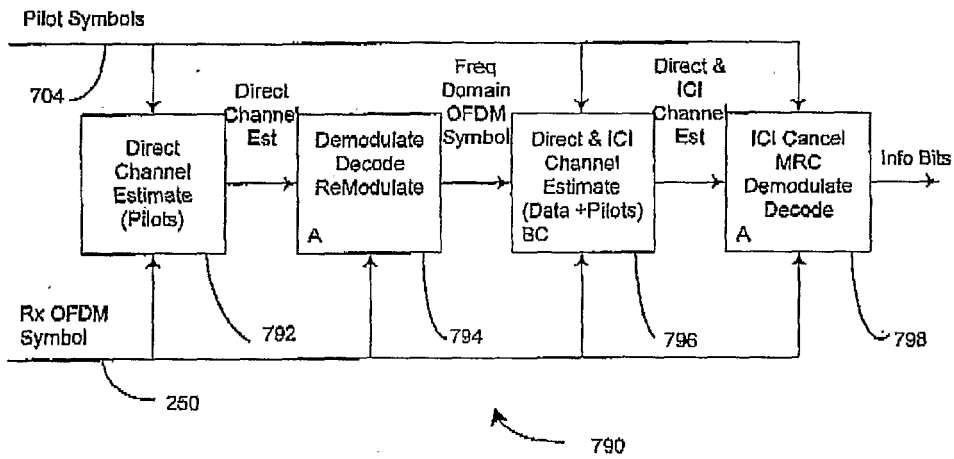 Pilot Symbols
704
Direct
Channel
Est
Freq
Domain
OFDM
Symbol
Direct &
ICI
Channel
Est
Direct
Channel
Estimate
(Pilots)
Demodulate
Decode
ReModulate
A
Direct & ICI
Channel
Estimate
(Data +Pilots)
BC
ICI Cancel
MRC
Demodulate
Decode
A
Info Bits
Rx OFDM
Symbol
792
794
796
798
250
790